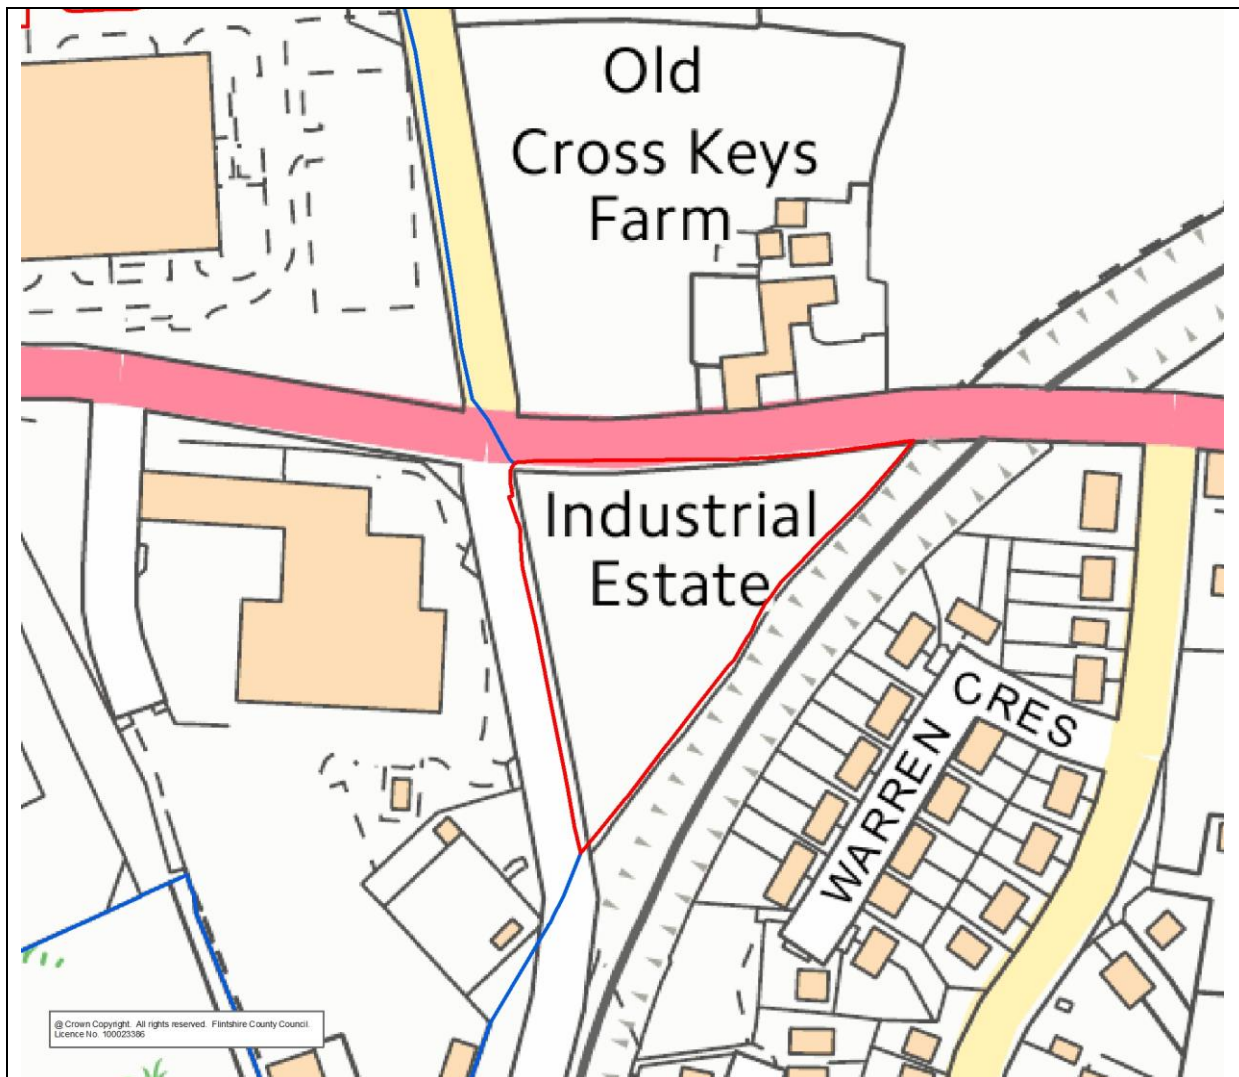 Old
Cross Keys
Farm
Industrial
Estate
CRES
WARREN
@ Crown Copyright. All rights reserved. Flintshire County Council.
Licence No. 100023386